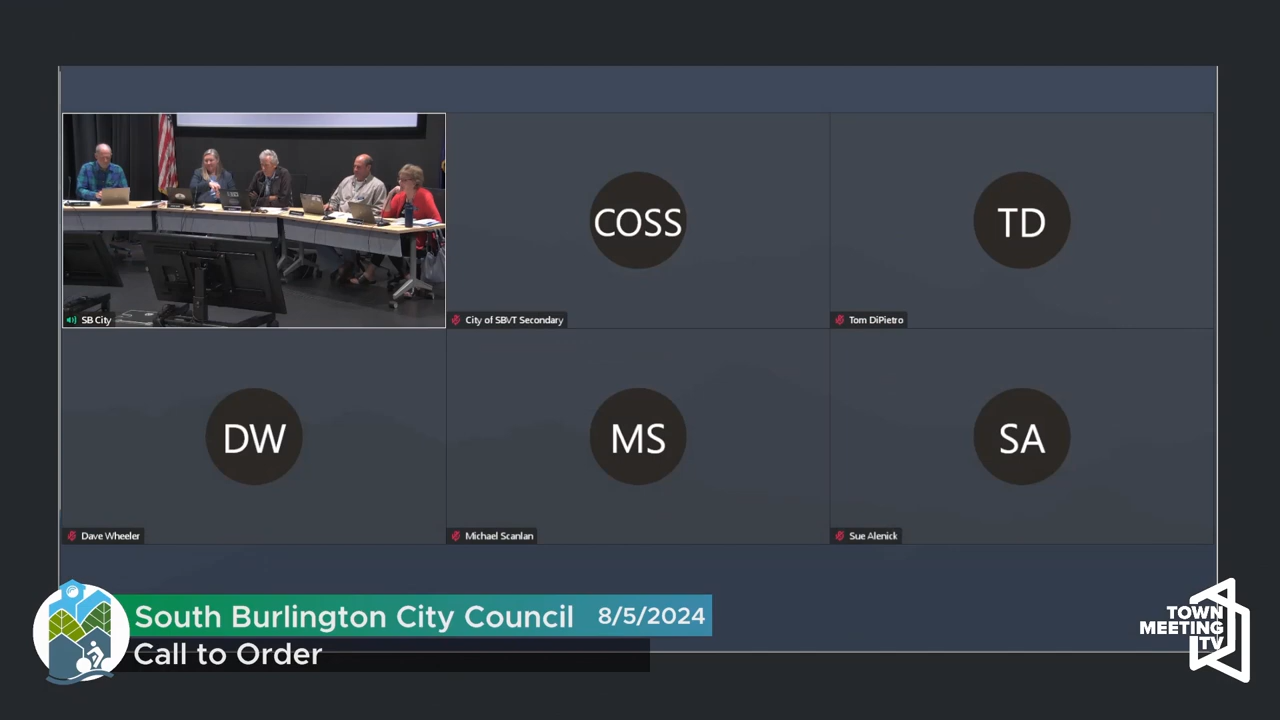 COSS
TD
SB City
City of SBVT Secondary
Tom DiPietro
DW
MS
SA
Dave Wheeler
Michael Scanlan
Sue Alenick
South Burlington City Council 8/5/2024
Call to Order
TOWN
MEETING
TV